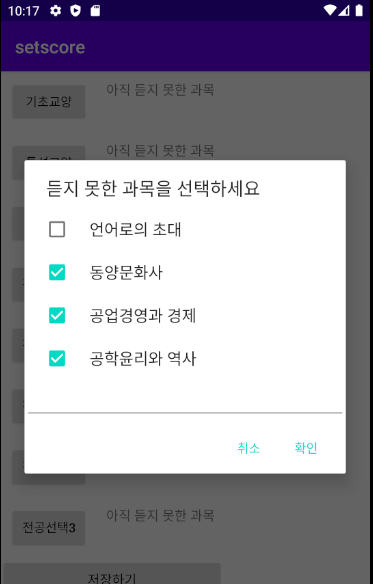 10:17
setscore
기초교양
아직 듣지 못한 과목
아직 듣지 못한 과목
듣지 못한 과목을 선택하세요
언어로의 초대
동양문화사
공업경영과 경제
공학윤리와 역사
취소 확인
전공선택3
아직 듣지 못한 과목
저장하기